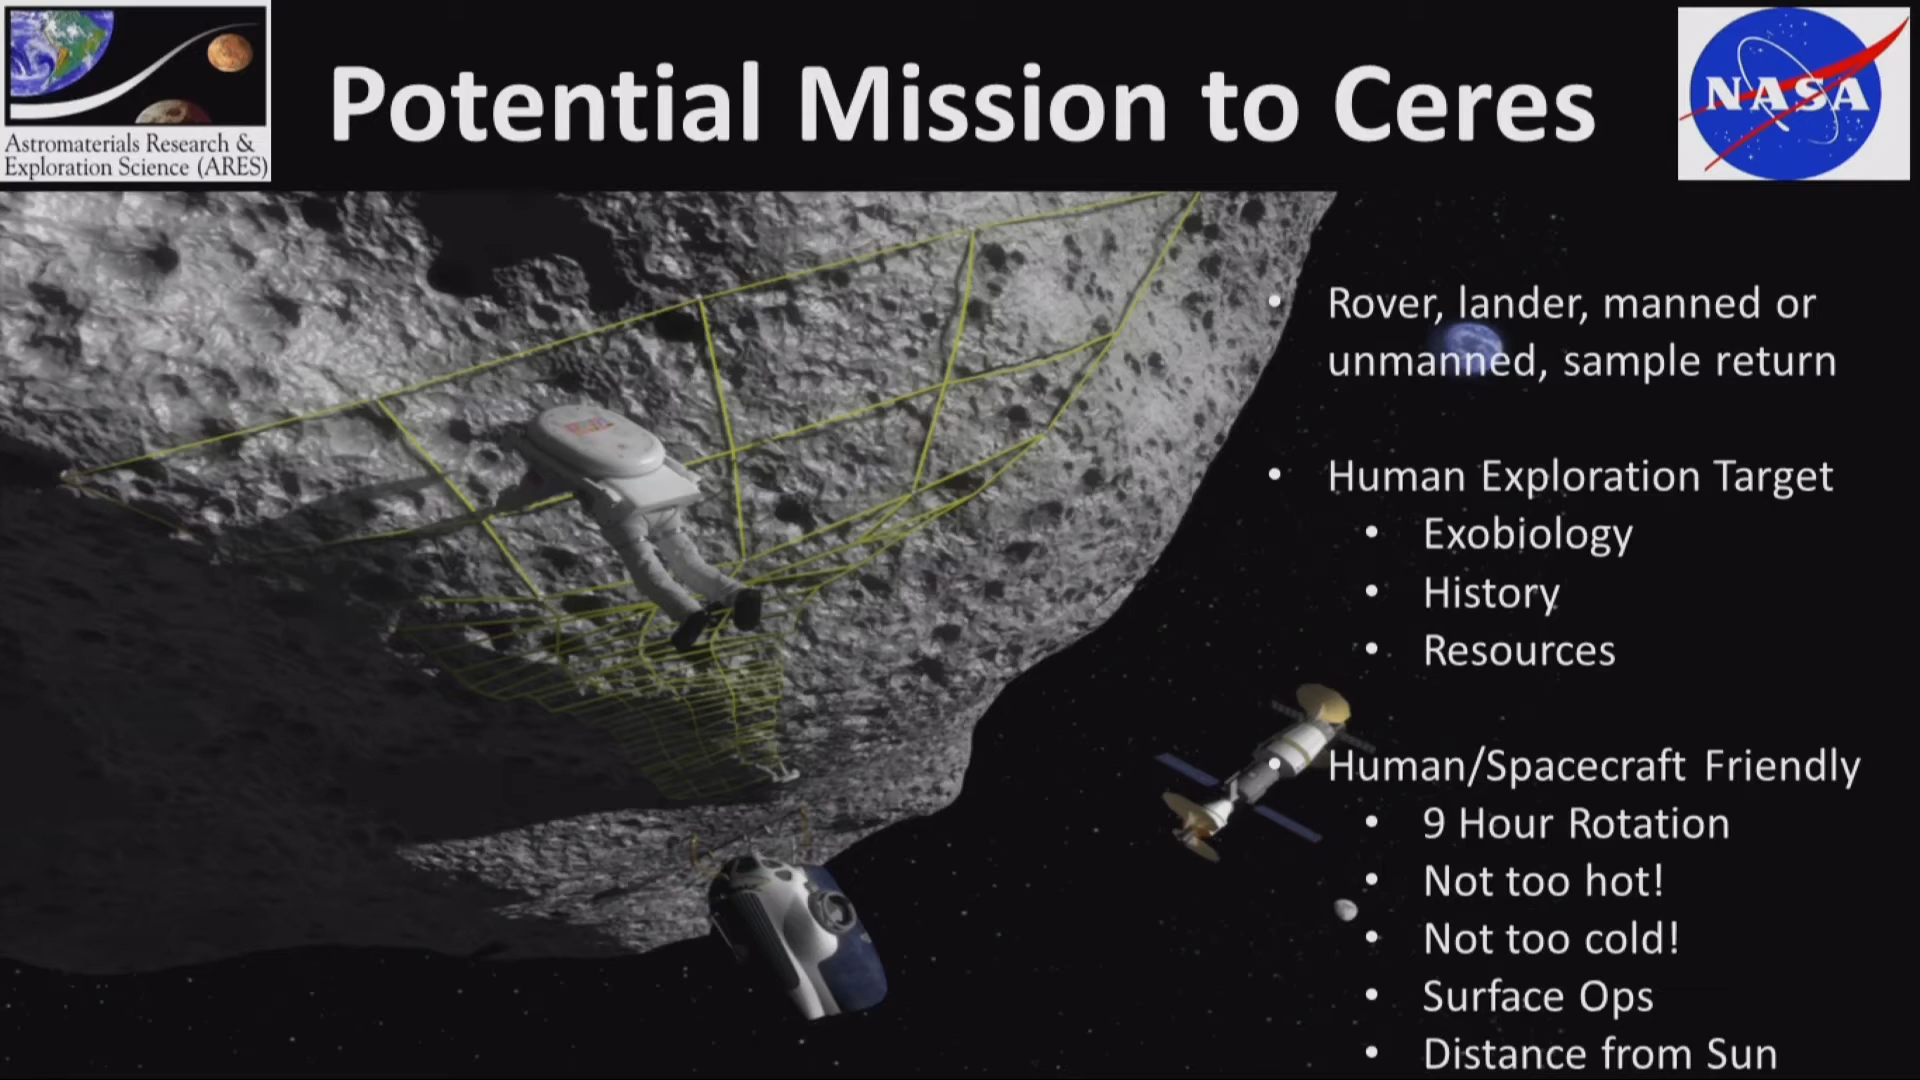 Astromaterials Research &
Exploration Science (ARES)
Potential Mission to Ceres
NASA
• Rover, lander, manned or
unmanned, sample return
• Human Exploration Target
• Exobiology
• History
• Resources
• Human/Spacecraft Friendly
• 9 Hour Rotation
• Not too hot!
• Not too cold!
• Surface Ops
• Distance from Sun